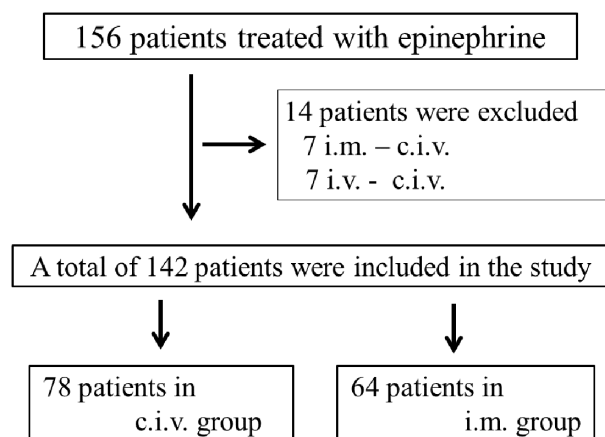 156 patients treated with epinephrine
14 patients were excluded
7 i.m. – c.i.v.
7 i.v. - c.i.v.
A total of 142 patients were included in the study
78 patients in
c.i.v. group
64 patients in
i.m. group